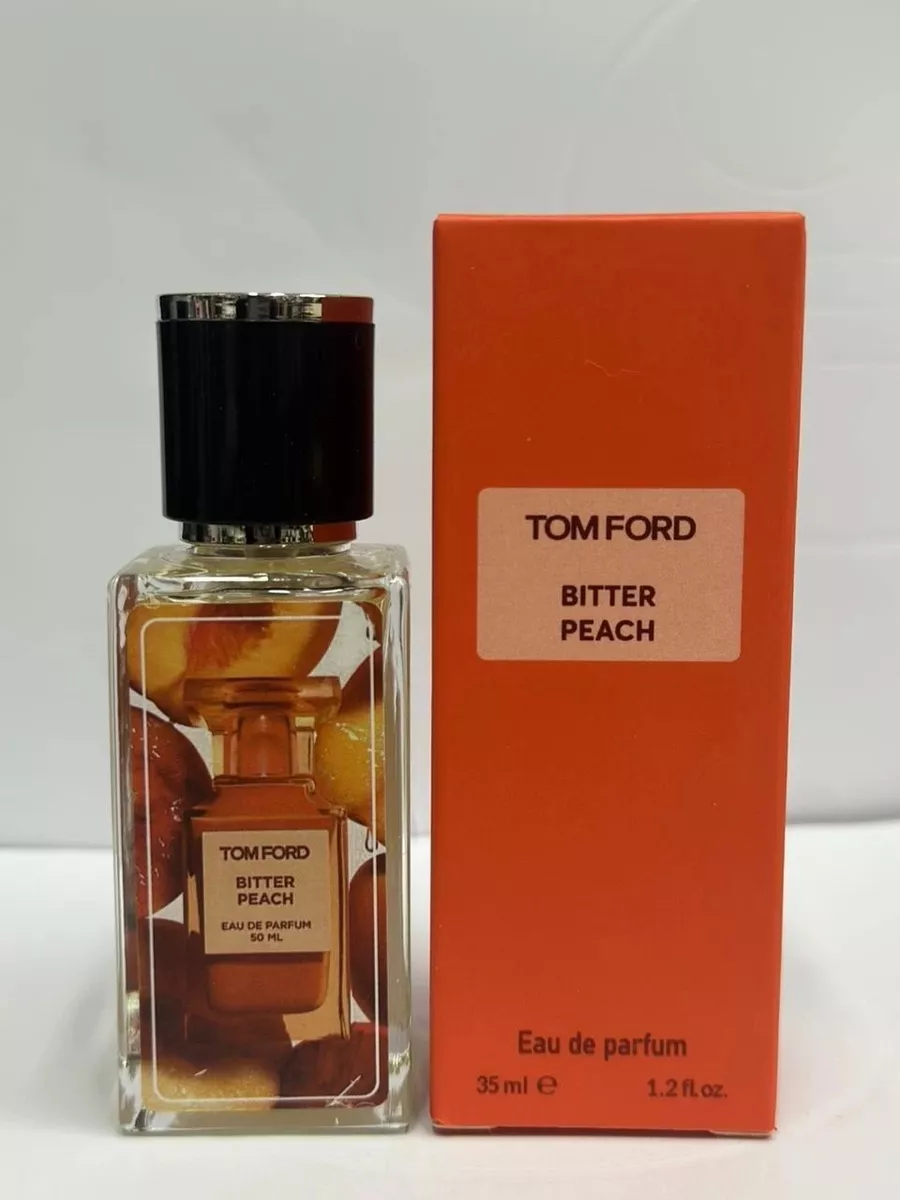 TOM FORD
BITTER
PEACH
EAU DE PARFUM
50 ML
TOM FORD
BITTER
PEACH
Eau de parfum
35 ml ℮
1.2 fl.oz.